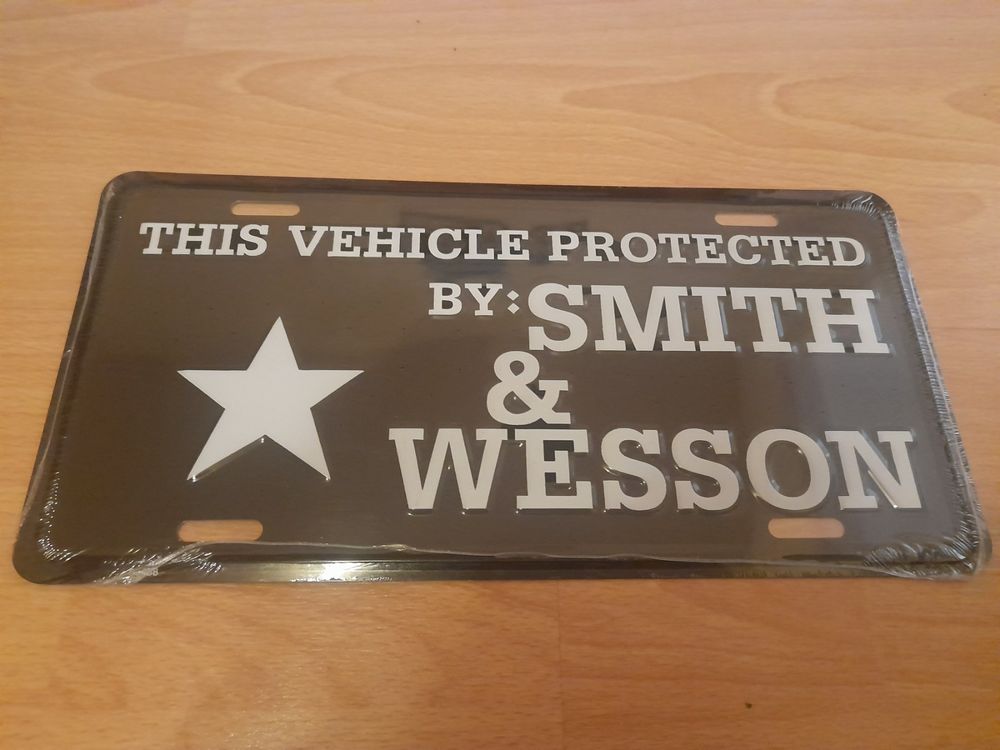 THIS VEHICLE PROTECTED
BY: SMITH
&
WESSON